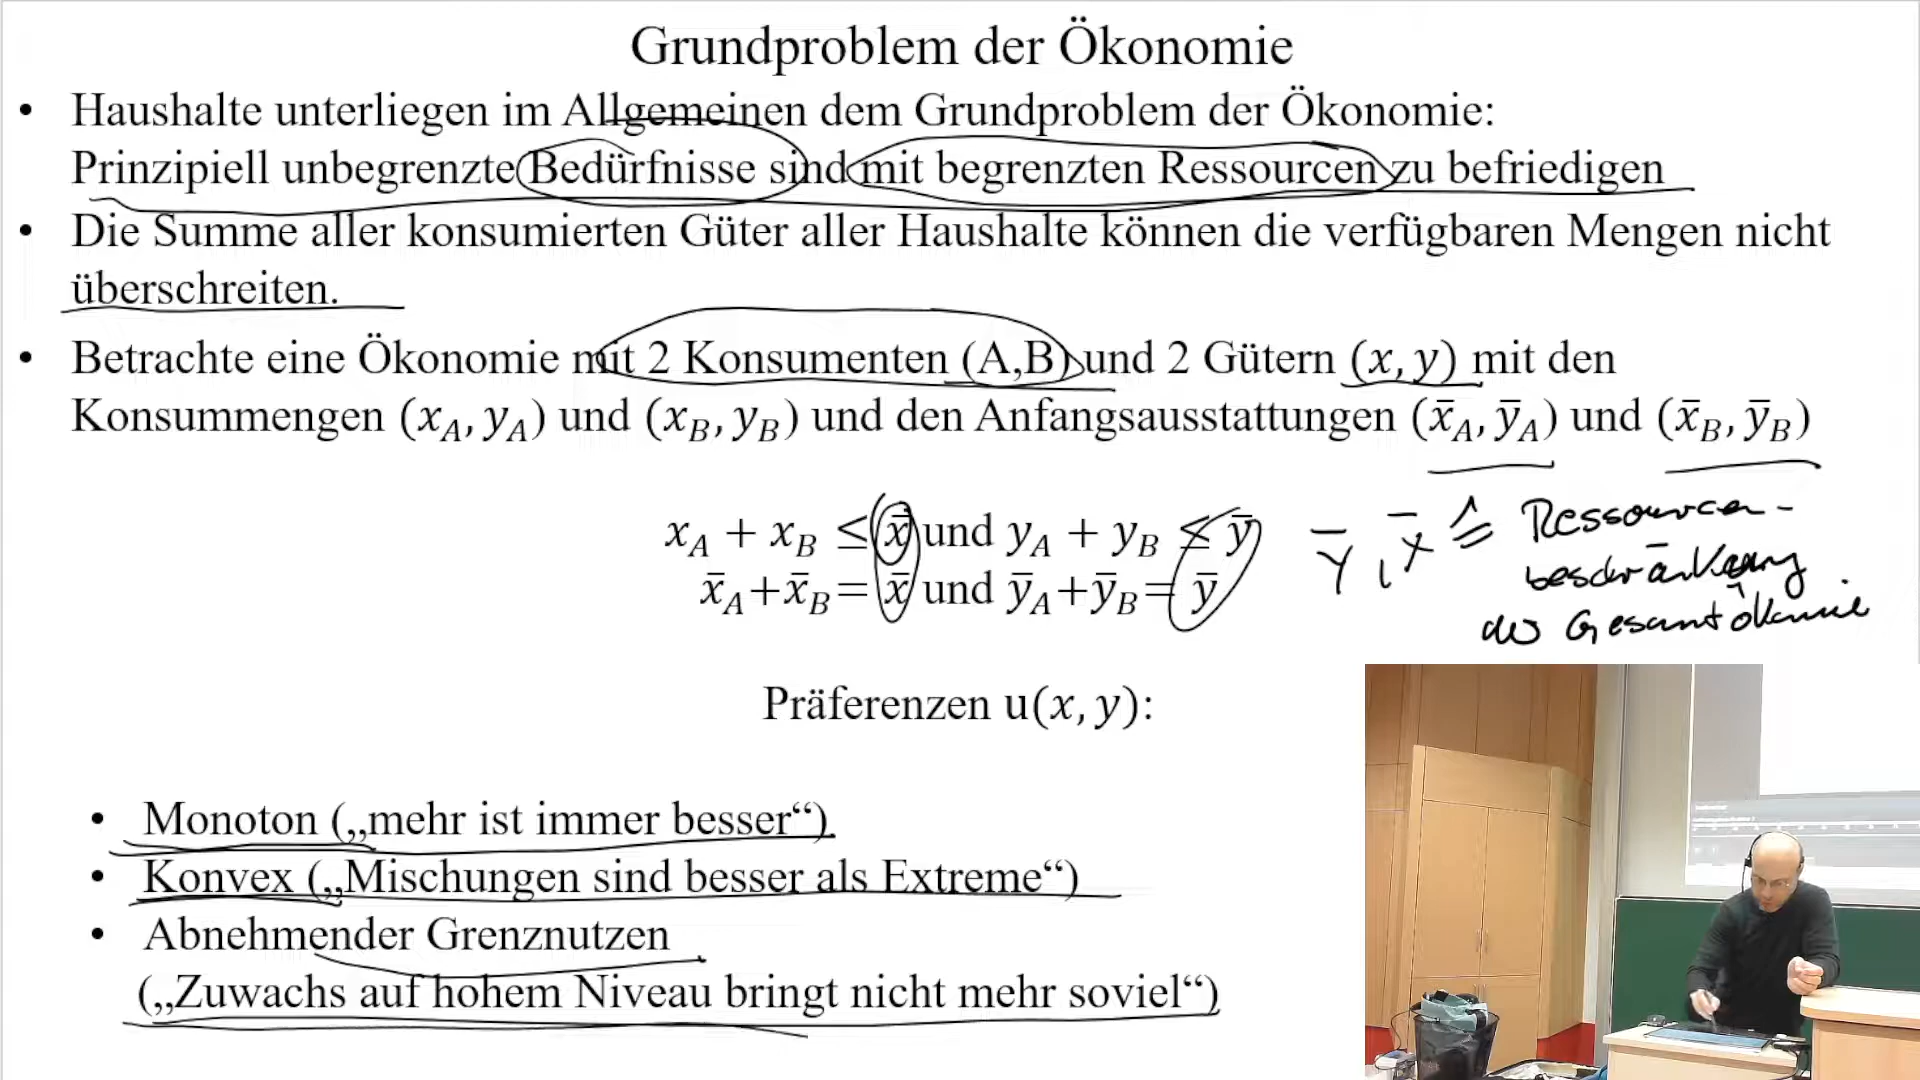 Grundproblem der Ökonomie
• Haushalte unterliegen im Allgemeinen dem Grundproblem der Ökonomie:
Prinzipiell unbegrenzte Bedürfnisse sind mit begrenzten Ressourcen zu befriedigen
• Die Summe aller konsumierten Güter aller Haushalte können die verfügbaren Mengen nicht
überschreiten.
• Betrachte eine Ökonomie mit 2 Konsumenten (A,B) und 2 Gütern (x, y) mit den
Konsummengen (x_A, y_A) und (x_B, y_B) und den Anfangsausstattungen (x̄_A, ȳ_A) und (x̄_B, ȳ_B)
x_A + x_B ≤ x̄ und y_A + y_B ≤ ȳ
x̄_A+x̄_B= x̄ und ȳ_A+ȳ_B= ȳ
ȳ, x̄ ≙ Ressourcen-
beschränkung
der Gesamtökonomie
Präferenzen u(x, y):
• Monoton („mehr ist immer besser“)
• Konvex („Mischungen sind besser als Extreme“)
• Abnehmender Grenznutzen
(„Zuwachs auf hohem Niveau bringt nicht mehr soviel“)